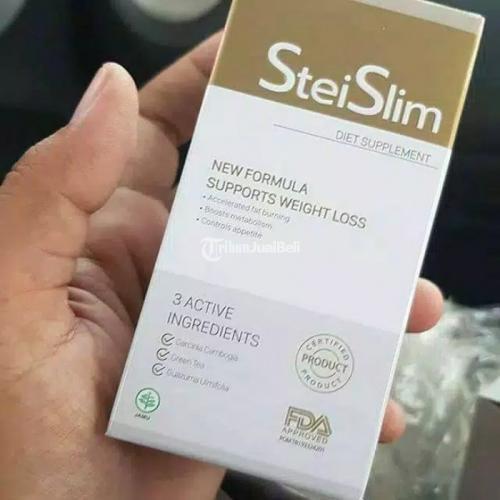 SteiSlim
DIET SUPPLEMENT
NEW FORMULA
SUPPORTS WEIGHT LOSS
• Accelerated fat burning
• Boosts metabolism
• Controls appetite
TribunJualBeli
3 ACTIVE
INGREDIENTS
Garcinia Cambogia
Green Tea
Guazuma Ulmifolia
CERTIFIED
PRODUCT
PRODUCT
JAMU
FDA
APPROVED